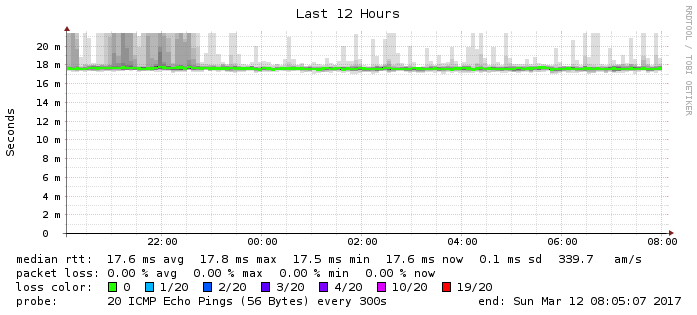 Last 12 Hours
RRDTOOL / TOBI OETIKER
Seconds
20 m
18 m
16 m
14 m
12 m
10 m
8 m
6 m
4 m
2 m
0
22:00 00:00 02:00 04:00 06:00 08:00
median rtt: 17.6 ms avg 17.8 ms max 17.5 ms min 17.6 ms now 0.1 ms sd 339.7 am/s
packet loss: 0.00 % avg 0.00 % max 0.00 % min 0.00 % now
loss color: 0 1/20 2/20 3/20 4/20 10/20 19/20
probe: 20 ICMP Echo Pings (56 Bytes) every 300s end: Sun Mar 12 08:05:07 2017